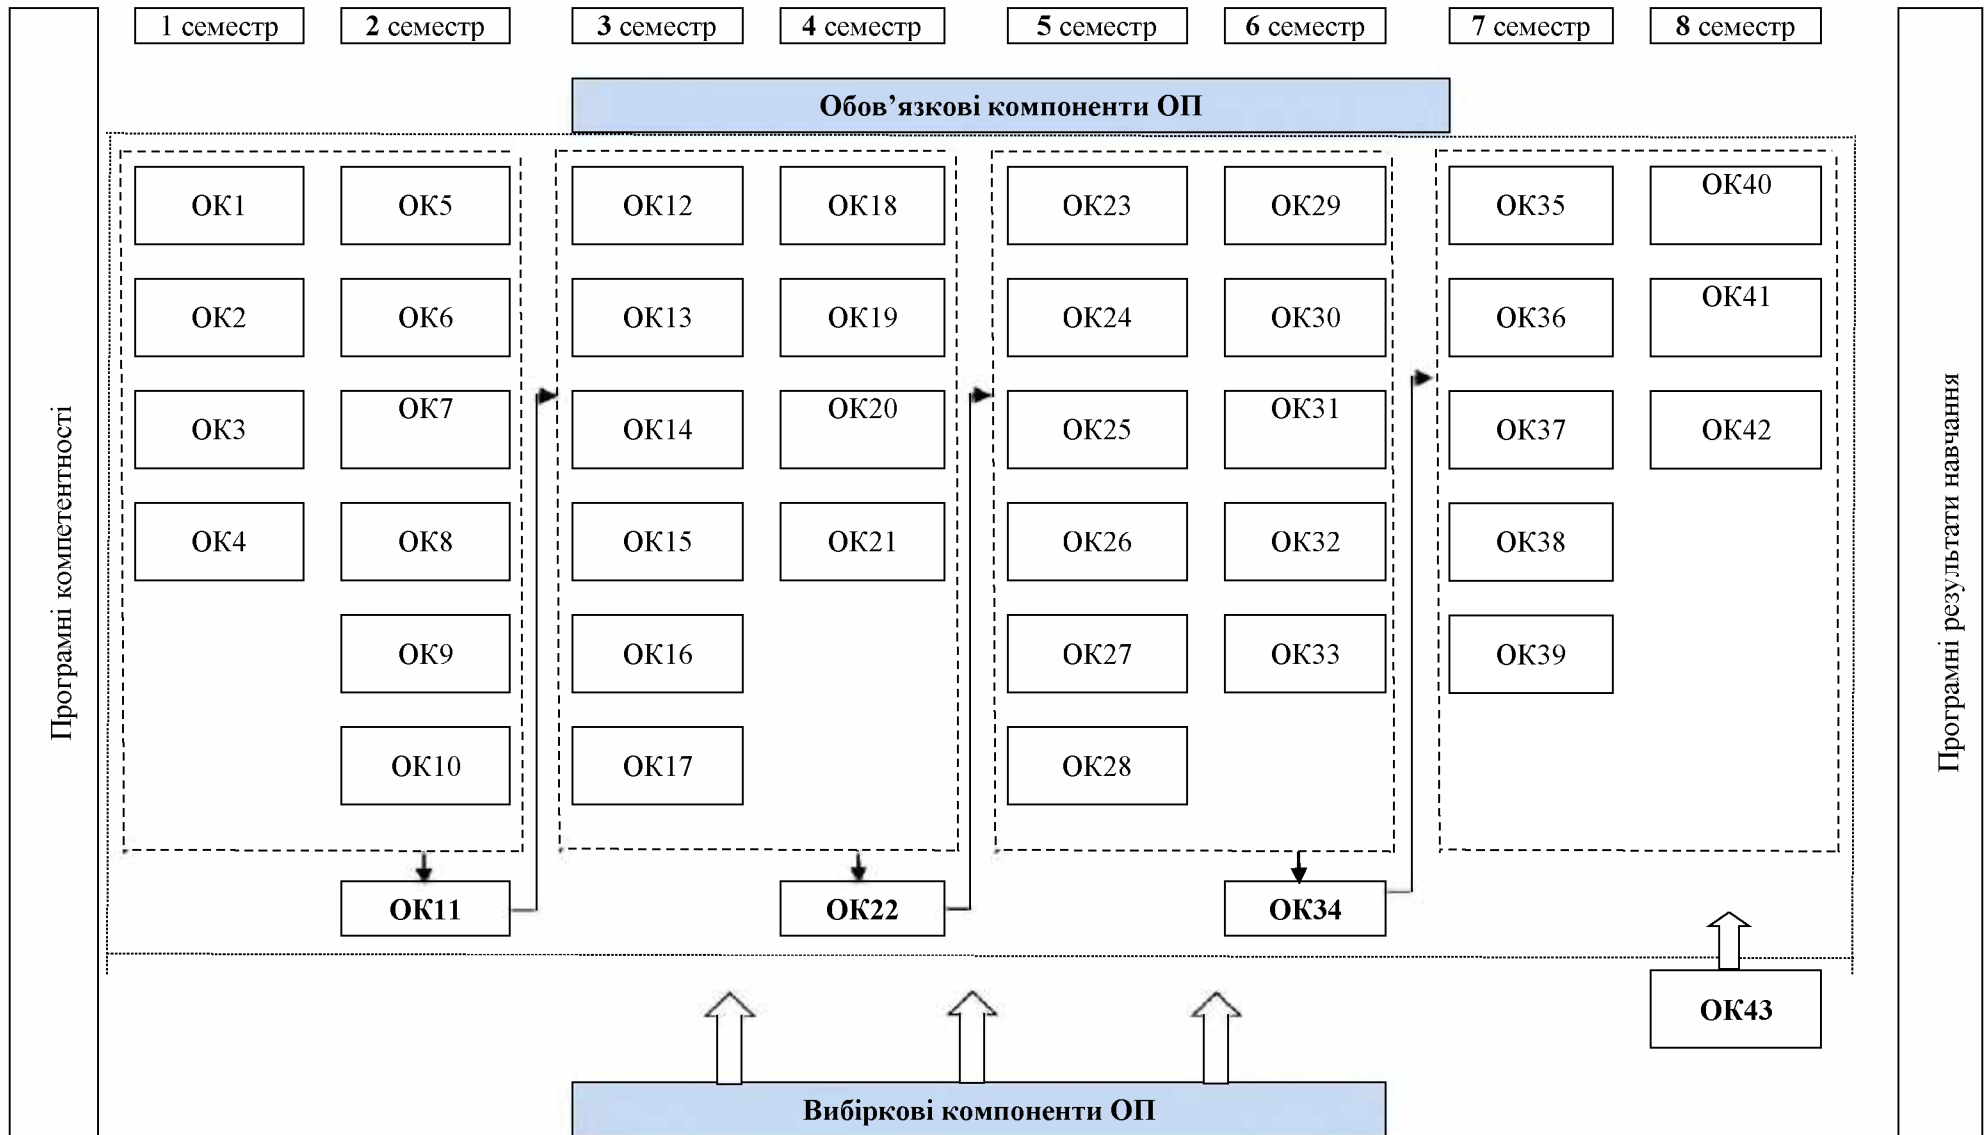 1 семестр
2 семестр
3 семестр
4 семестр
5 семестр
6 семестр
7 семестр
8 семестр
Обов’язкові компоненти ОП
ОК1
ОК5
ОК12
ОК18
ОК23
ОК29
ОК35
ОК40
ОК2
ОК6
ОК13
ОК19
ОК24
ОК30
ОК36
ОК41
ОК3
ОК7
ОК14
ОК20
ОК25
ОК31
ОК37
ОК42
ОК4
ОК8
ОК15
ОК21
ОК26
ОК32
ОК38
ОК9
ОК16
ОК27
ОК33
ОК39
ОК10
ОК17
ОК28
ОК11
ОК22
ОК34
ОК43
Вибіркові компоненти ОП
Програмні компетентності
Програмні результати навчання